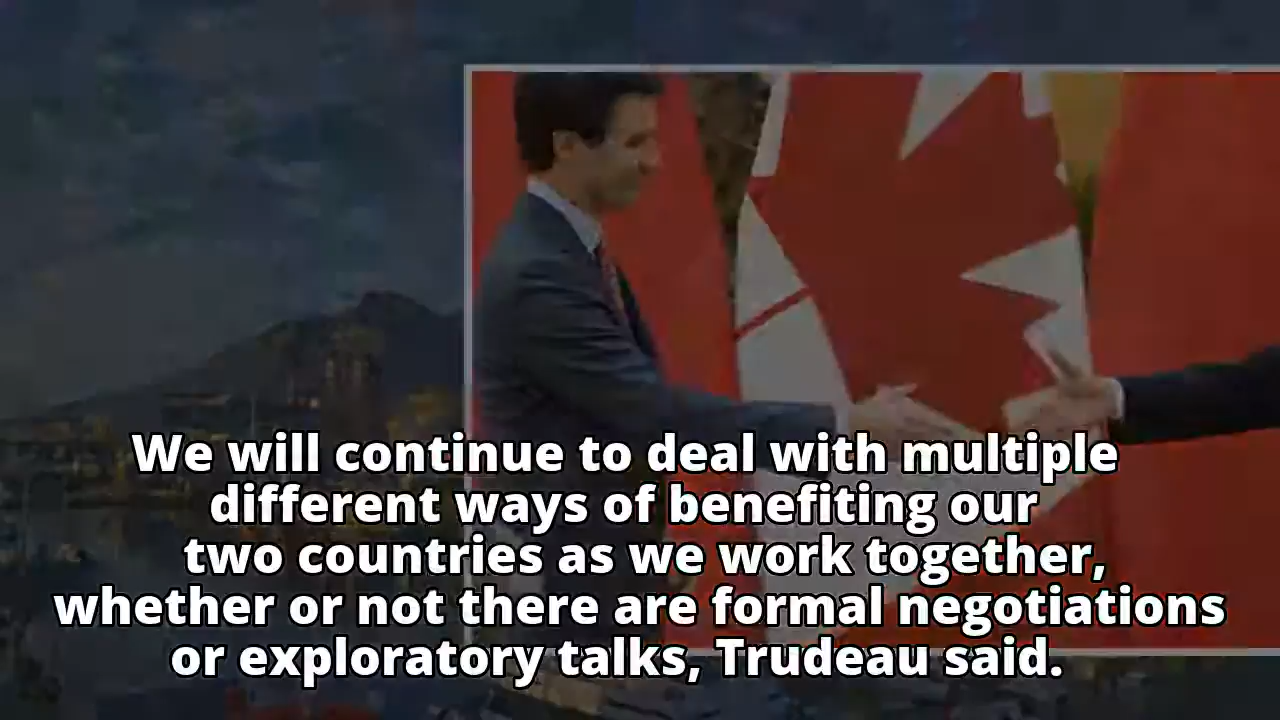 We will continue to deal with multiple
different ways of benefiting our
two countries as we work together,
whether or not there are formal negotiations
or exploratory talks, Trudeau said.